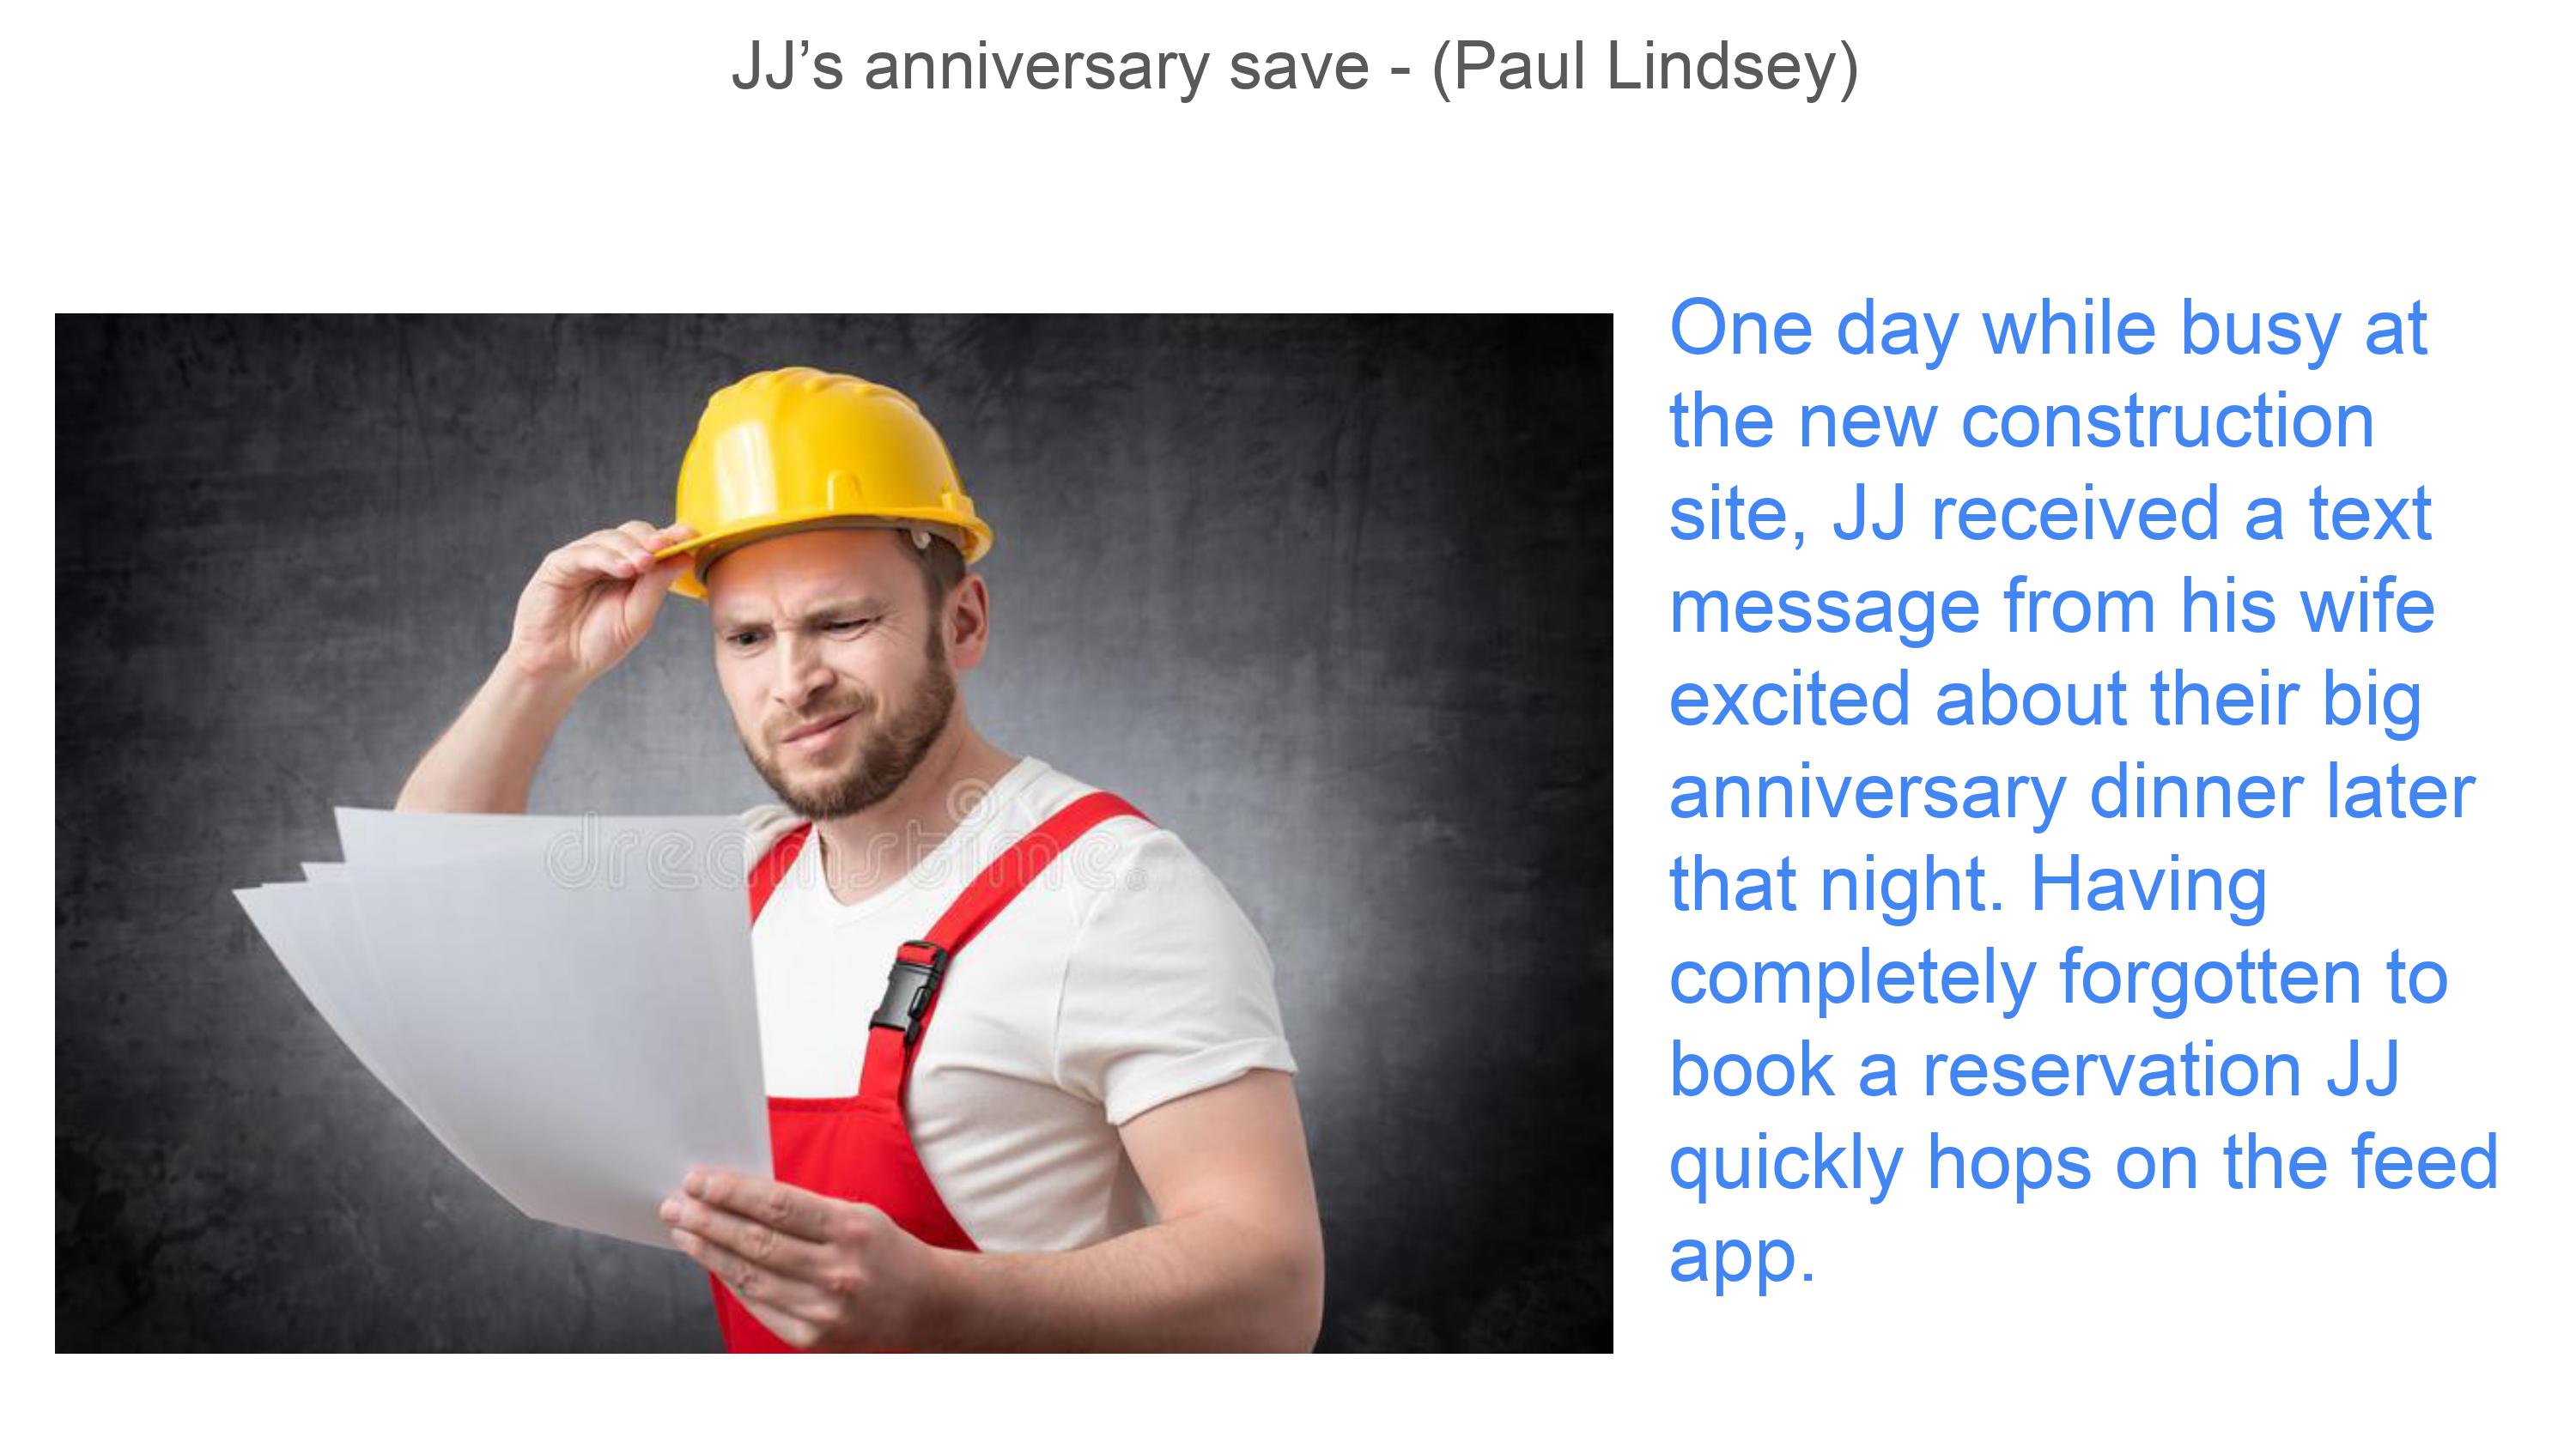 JJ’s anniversary save - (Paul Lindsey)
One day while busy at
the new construction
site, JJ received a text
message from his wife
excited about their big
anniversary dinner later
that night. Having
completely forgotten to
book a reservation JJ
quickly hops on the feed
app.
dreamstime®